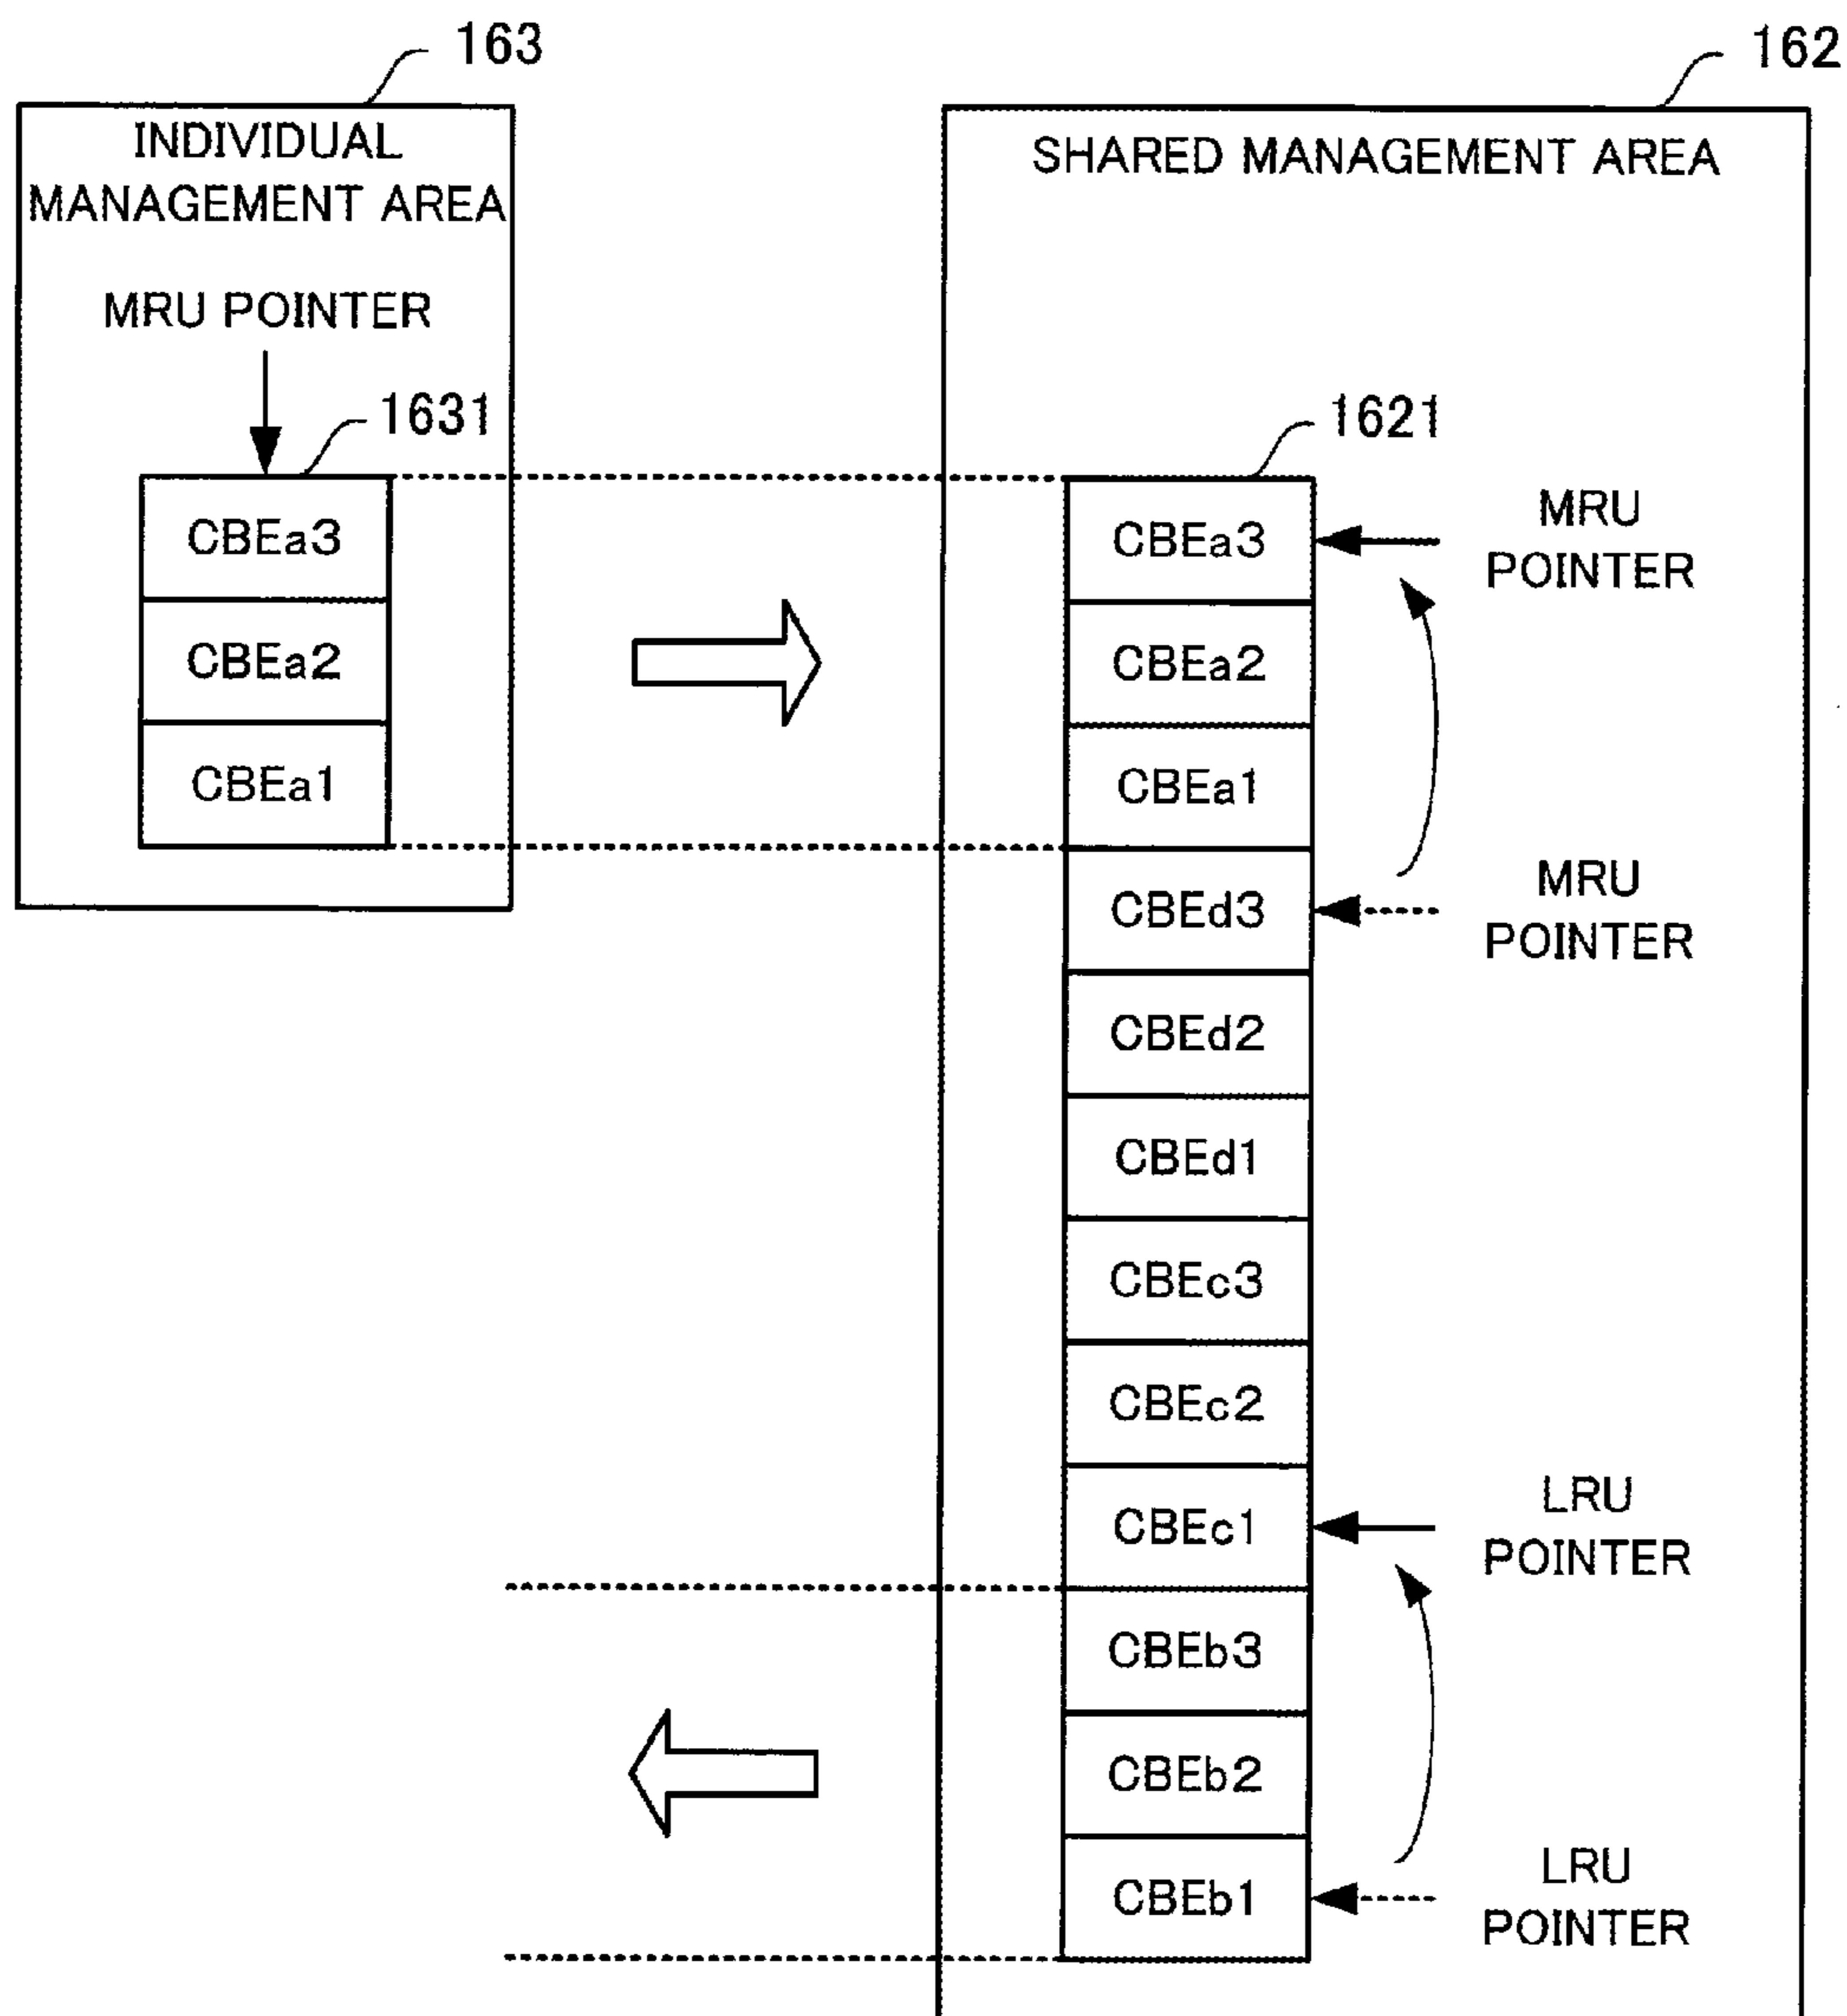 163
INDIVIDUAL
MANAGEMENT AREA
MRU POINTER
1631
CBEa3
CBEa2
CBEa1
162
SHARED MANAGEMENT AREA
1621
CBEa3
CBEa2
CBEa1
CBEd3
CBEd2
CBEd1
CBEc3
CBEc2
CBEc1
CBEb3
CBEb2
CBEb1
MRU
POINTER
MRU
POINTER
LRU
POINTER
LRU
POINTER